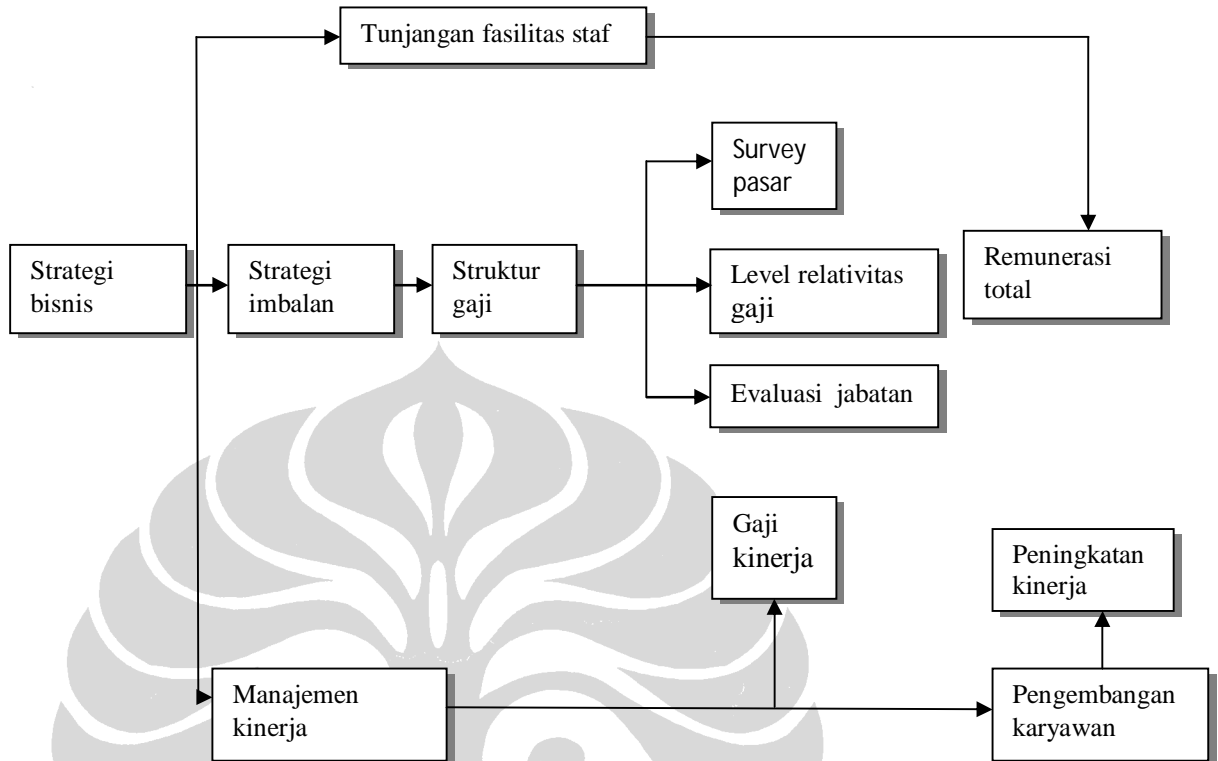 Tunjangan fasilitas staf
Survey
pasar
Strategi
bisnis
Strategi
imbalan
Struktur
gaji
Level relativitas
gaji
Remunerasi
total
Evaluasi jabatan
Gaji
kinerja
Peningkatan
kinerja
Manajemen
kinerja
Pengembangan
karyawan